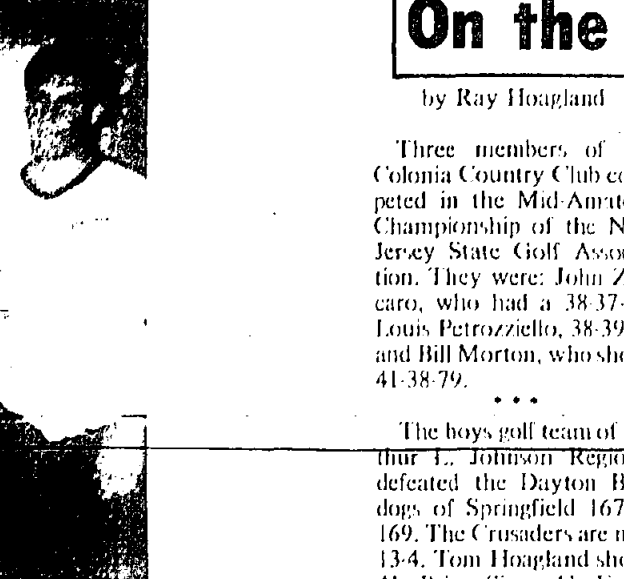 On the
by Ray Hoagland
Three members of
Colonia Country Club co
peted in the Mid-Amate
Championship of the N
Jersey State Golf Assoc
tion. They were: John Z
caro, who had a 38-37-
Louis Petrozziello, 38-39
and Bill Morton, who sho
41-38-79.
• • •
The boys golf team of
thur L. Johnson Regio
defeated the Dayton B
dogs of Springfield 167
169. The Crusaders are n
13-4. Tom Hoagland sho